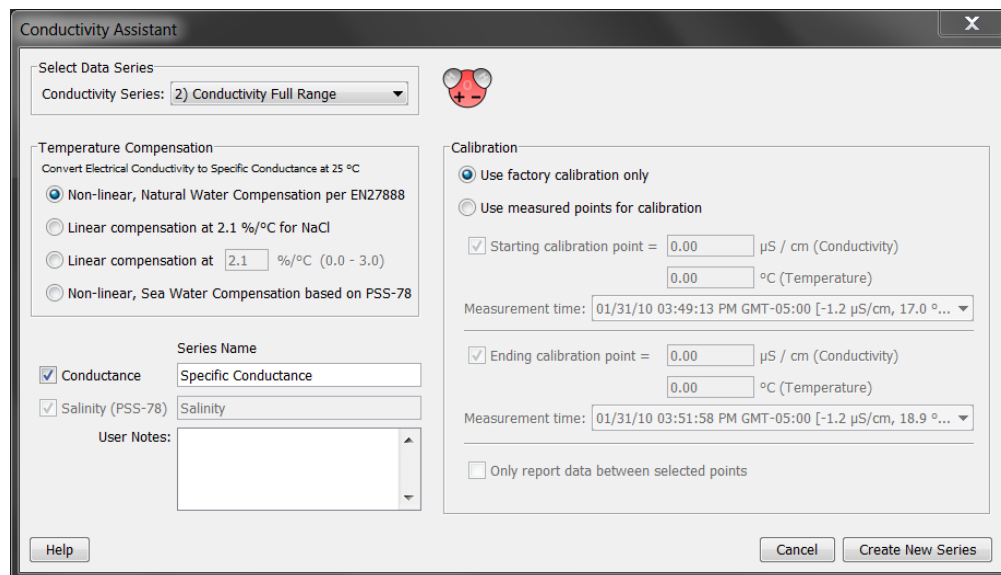 Conductivity Assistant
X
Select Data Series
Conductivity Series: 2) Conductivity Full Range
Temperature Compensation
Convert Electrical Conductivity to Specific Conductance at 25 ºC
Non-linear, Natural Water Compensation per EN27888
Linear compensation at 2.1 %/ºC for NaCl
Linear compensation at 2.1 %/ºC (0.0 - 3.0)
Non-linear, Sea Water Compensation based on PSS-78
Series Name
Conductance Specific Conductance
Salinity (PSS-78) Salinity
User Notes:
Calibration
Use factory calibration only
Use measured points for calibration
Starting calibration point = 0.00 µS / cm (Conductivity)
0.00 ºC (Temperature)
Measurement time: 01/31/10 03:49:13 PM GMT-05:00 [-1.2 µS/cm, 17.0 º...
Ending calibration point = 0.00 µS / cm (Conductivity)
0.00 ºC (Temperature)
Measurement time: 01/31/10 03:51:58 PM GMT-05:00 [-1.2 µS/cm, 18.9 º...
Only report data between selected points
Help
Cancel
Create New Series